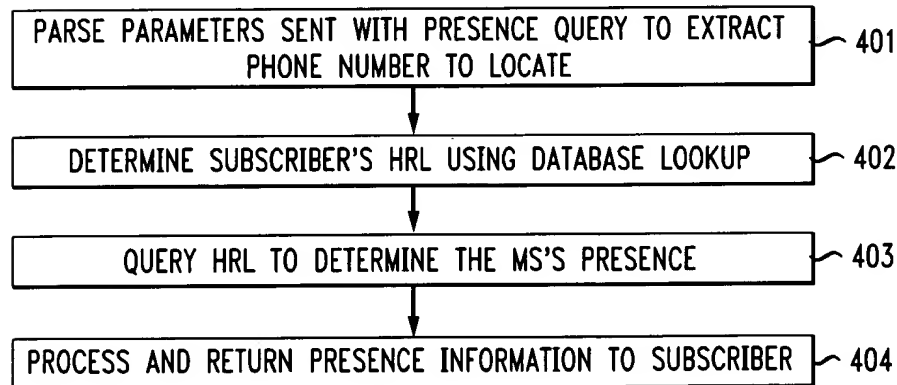 PARSE PARAMETERS SENT WITH PRESENCE QUERY TO EXTRACT
PHONE NUMBER TO LOCATE
401
DETERMINE SUBSCRIBER'S HRL USING DATABASE LOOKUP
402
QUERY HRL TO DETERMINE THE MS'S PRESENCE
403
PROCESS AND RETURN PRESENCE INFORMATION TO SUBSCRIBER
404